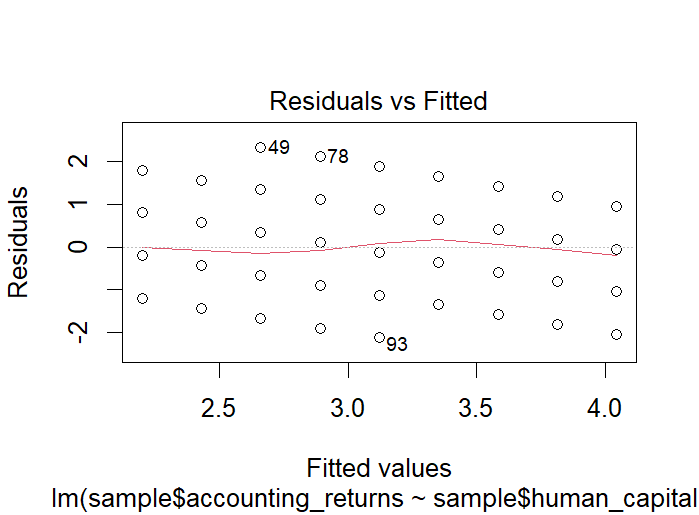 Residuals vs Fitted
Residuals
2
1
0
-2
49
78
93
2.5 3.0 3.5 4.0
Fitted values
lm(sample$accounting_returns ~ sample$human_capital